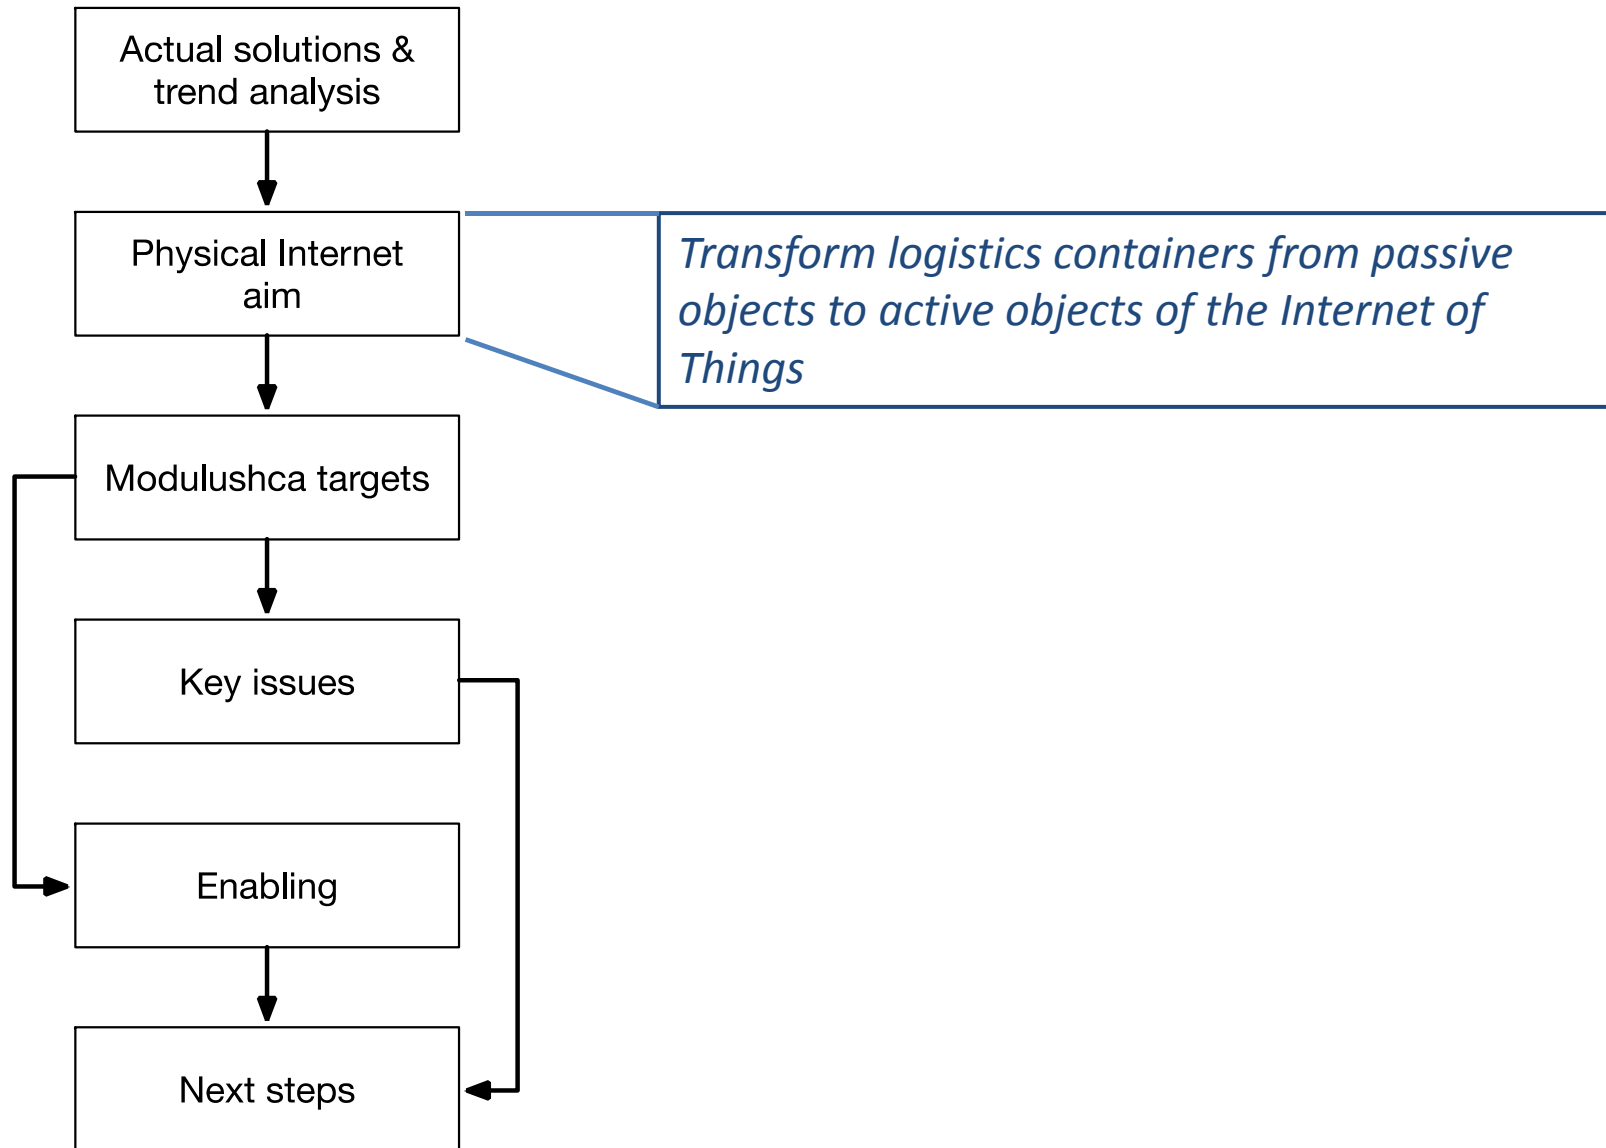 Actual solutions &
trend analysis
Physical Internet
aim
Transform logistics containers from passive
objects to active objects of the Internet of
Things
Modulushca targets
Key issues
Enabling
Next steps